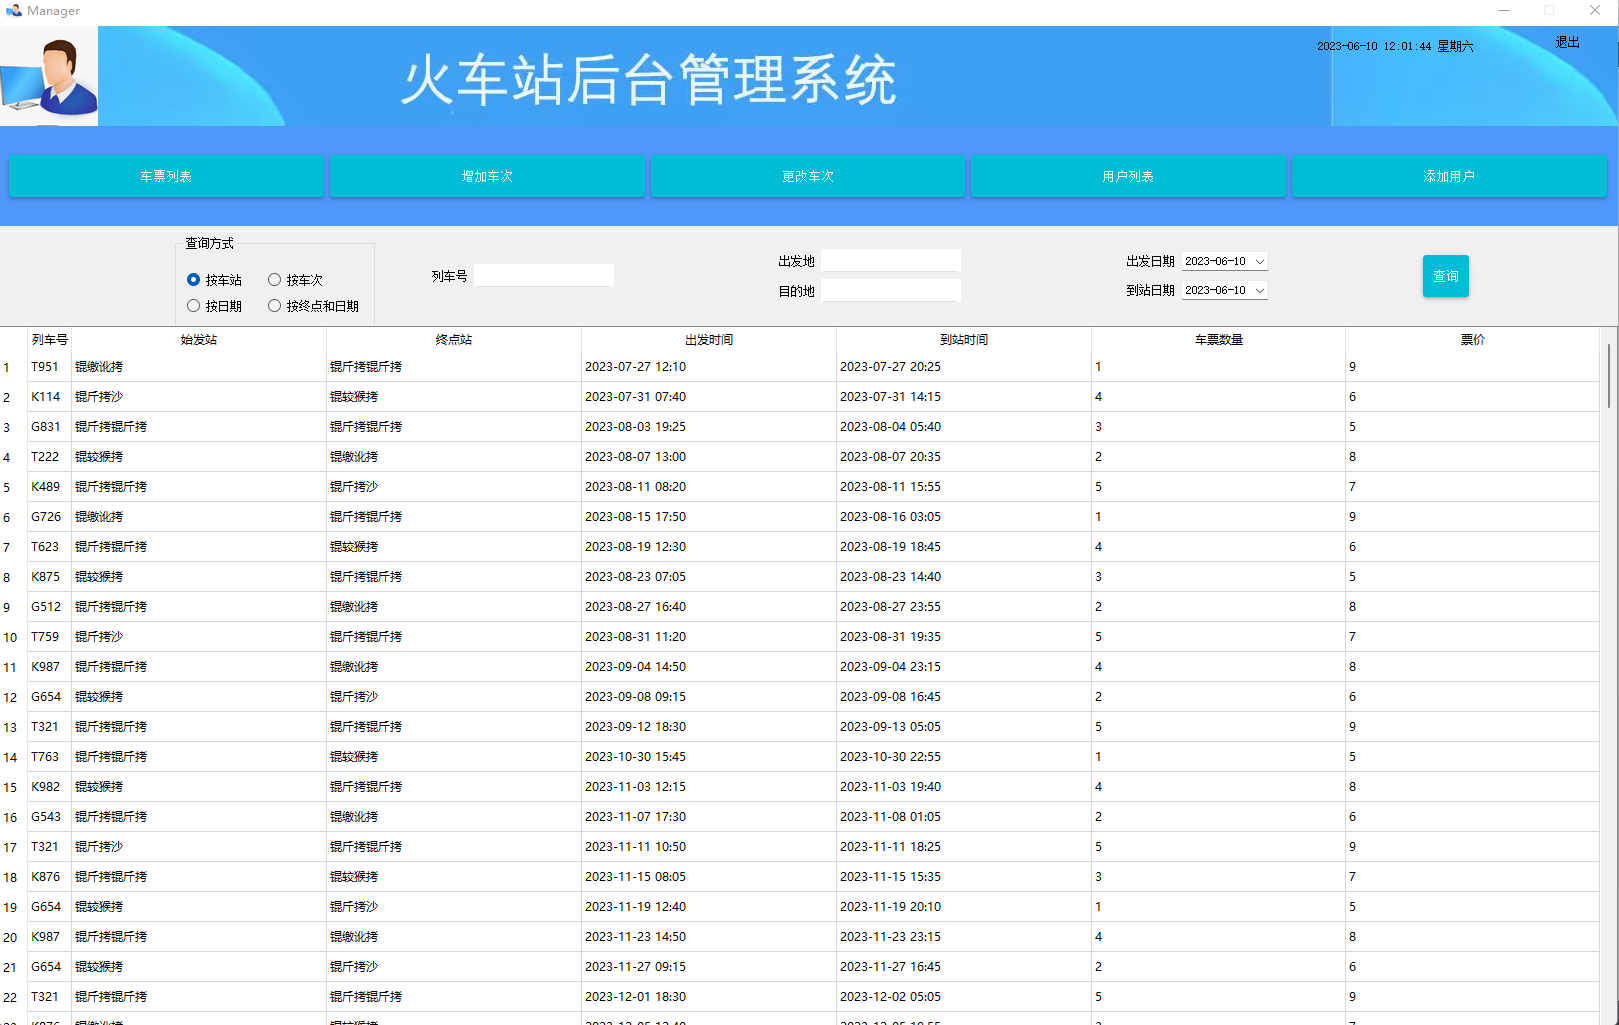 Manager
火车站后台管理系统
2023-06-10 12:01:44 星期六
退出
车票列表 增加车次 更改车次 用户列表 添加用户
查询方式
按车站 按车次
按日期 按终点和日期
列车号
出发地
目的地
出发日期 2023-06-10
到站日期 2023-06-10
查询
列车号 始发站 终点站 出发时间 到站时间 车票数量 票价
1 T951 锟缴讹拷 锟斤拷锟斤拷 2023-07-27 12:10 2023-07-27 20:25 1 9
2 K114 锟斤拷沙 锟较猴拷 2023-07-31 07:40 2023-07-31 14:15 4 6
3 G831 锟斤拷锟斤拷 锟斤拷锟斤拷 2023-08-03 19:25 2023-08-04 05:40 3 5
4 T222 锟较猴拷 锟缴讹拷 2023-08-07 13:00 2023-08-07 20:35 2 8
5 K489 锟斤拷锟斤拷 锟斤拷沙 2023-08-11 08:20 2023-08-11 15:55 5 7
6 G726 锟缴讹拷 锟斤拷锟斤拷 2023-08-15 17:50 2023-08-16 03:05 1 9
7 T623 锟斤拷锟斤拷 锟较猴拷 2023-08-19 12:30 2023-08-19 18:45 4 6
8 K875 锟较猴拷 锟斤拷锟斤拷 2023-08-23 07:05 2023-08-23 14:40 3 5
9 G512 锟斤拷锟斤拷 锟缴讹拷 2023-08-27 16:40 2023-08-27 23:55 2 8
10 T759 锟斤拷沙 锟斤拷锟斤拷 2023-08-31 11:20 2023-08-31 19:35 5 7
11 K987 锟斤拷锟斤拷 锟缴讹拷 2023-09-04 14:50 2023-09-04 23:15 4 8
12 G654 锟较猴拷 锟斤拷沙 2023-09-08 09:15 2023-09-08 16:45 2 6
13 T321 锟斤拷锟斤拷 锟斤拷锟斤拷 2023-09-12 18:30 2023-09-13 05:05 5 9
14 T763 锟斤拷锟斤拷 锟较猴拷 2023-10-30 15:45 2023-10-30 22:55 1 5
15 K982 锟较猴拷 锟斤拷锟斤拷 2023-11-03 12:15 2023-11-03 19:40 4 8
16 G543 锟斤拷锟斤拷 锟缴讹拷 2023-11-07 17:30 2023-11-08 01:05 2 6
17 T321 锟斤拷沙 锟斤拷锟斤拷 2023-11-11 10:50 2023-11-11 18:25 5 9
18 K876 锟斤拷锟斤拷 锟较猴拷 2023-11-15 08:05 2023-11-15 15:35 3 7
19 G654 锟较猴拷 锟斤拷沙 2023-11-19 12:40 2023-11-19 20:10 1 5
20 K987 锟斤拷锟斤拷 锟缴讹拷 2023-11-23 14:50 2023-11-23 23:15 4 8
21 G654 锟较猴拷 锟斤拷沙 2023-11-27 09:15 2023-11-27 16:45 2 6
22 T321 锟斤拷锟斤拷 锟斤拷锟斤拷 2023-12-01 18:30 2023-12-02 05:05 5 9